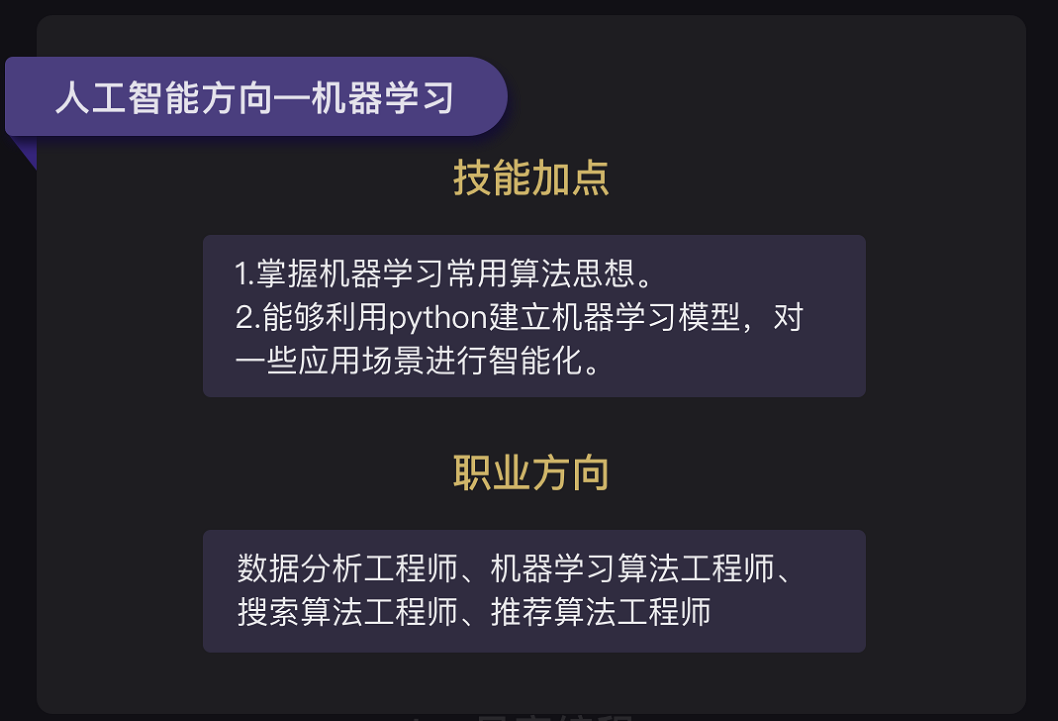 人工智能方向—机器学习
技能加点
1.掌握机器学习常用算法思想。
2.能够利用python建立机器学习模型，对
一些应用场景进行智能化。
职业方向
数据分析工程师、机器学习算法工程师、
搜索算法工程师、推荐算法工程师